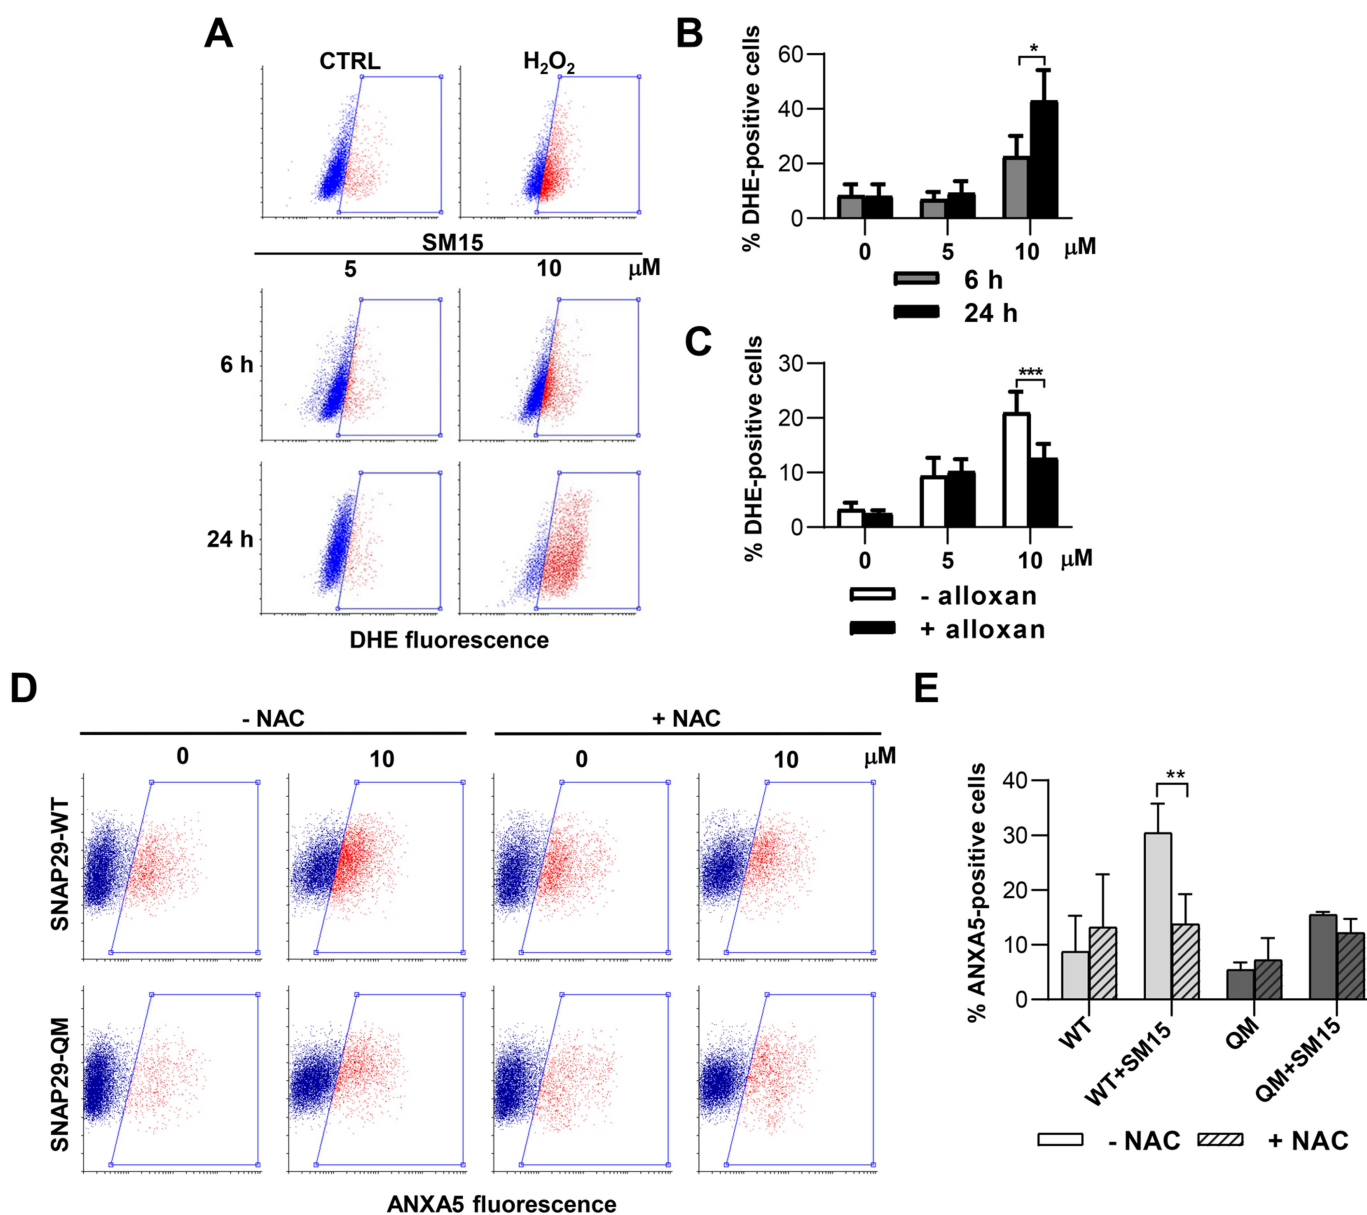 A
CTRL
H₂O₂
SM15
5
10
μM
6 h
24 h
DHE fluorescence
B
% DHE-positive cells
60
40
20
0
*
0
5
10
μM
6 h
24 h
C
% DHE-positive cells
30
20
10
0
***
0
5
10
μM
- alloxan
+ alloxan
D
- NAC
+ NAC
0
10
0
10
μM
SNAP29-WT
SNAP29-QM
ANXA5 fluorescence
E
% ANXA5-positive cells
40
30
20
10
0
**
WT
WT+SM15
QM
QM+SM15
- NAC
+ NAC